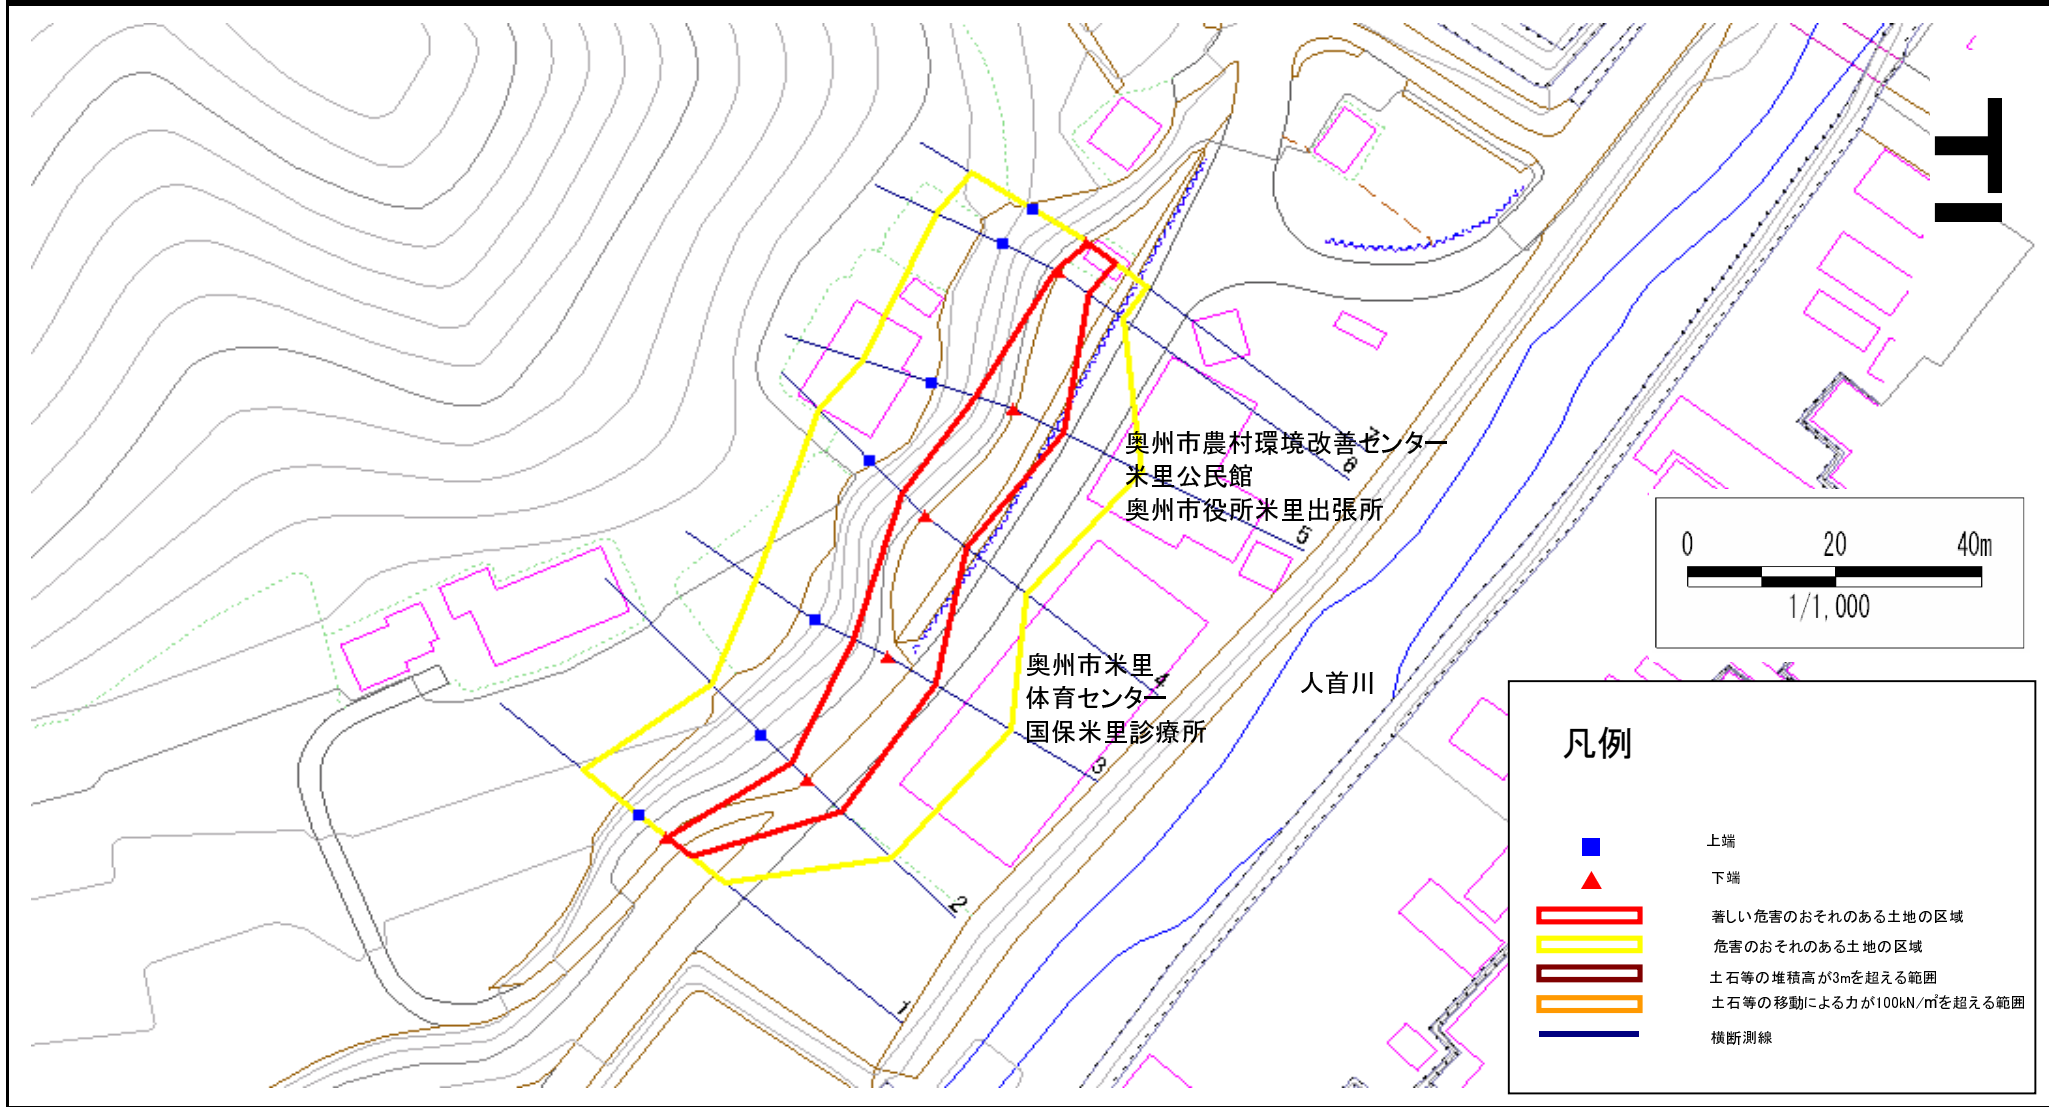 7
6
奥州市農村環境改善センター
米里公民館
奥州市役所米里出張所
5
0 20 40m
1/1,000
4
奥州市米里
体育センター
国保米里診療所
人首川
3
2
1
凡例
上端
下端
著しい危害のおそれのある土地の区域
危害のおそれのある土地の区域
土石等の堆積高が3mを超える範囲
土石等の移動による力が100kN/㎡を超える範囲
横断測線